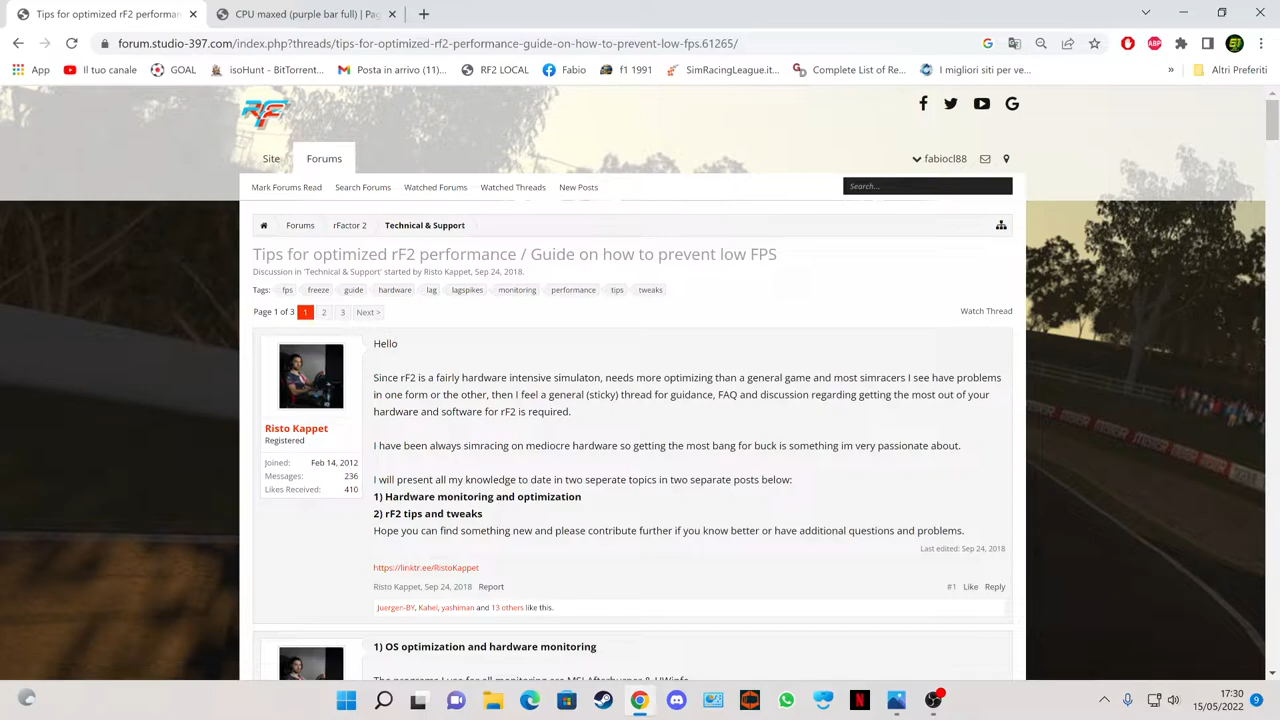 Tips for optimized rF2 performan
CPU maxed (purple bar full) | Pag
forum.studio-397.com/index.php?threads/tips-for-optimized-rf2-performance-guide-on-how-to-prevent-low-fps.61265/
App Il tuo canale GOAL isoHunt - BitTorrent... Posta in arrivo (11)... RF2 LOCAL Fabio f1 1991 SimRacingLeague.it... Complete List of Re... I migliori siti per ve... » Altri Preferiti
RF
Site Forums fabiocl88
Mark Forums Read Search Forums Watched Forums Watched Threads New Posts Search...
Forums rFactor 2 Technical & Support
Tips for optimized rF2 performance / Guide on how to prevent low FPS
Discussion in 'Technical & Support' started by Risto Kappet, Sep 24, 2018.
Tags: fps freeze guide hardware lag lagspikes monitoring performance tips tweaks
Page 1 of 3 1 2 3 Next > Watch Thread
Hello
Since rF2 is a fairly hardware intensive simulaton, needs more optimizing than a general game and most simracers I see have problems
in one form or the other, then I feel a general (sticky) thread for guidance, FAQ and discussion regarding getting the most out of your
hardware and software for rF2 is required.
Risto Kappet
Registered
Joined: Feb 14, 2012
Messages: 236
Likes Received: 410
I have been always simracing on mediocre hardware so getting the most bang for buck is something im very passionate about.
I will present all my knowledge to date in two seperate topics in two separate posts below:
1) Hardware monitoring and optimization
2) rF2 tips and tweaks
Hope you can find something new and please contribute further if you know better or have additional questions and problems.
Last edited: Sep 24, 2018
https://linktr.ee/RistoKappet
Risto Kappet, Sep 24, 2018 Report #1 Like Reply
Juergen-BY, Kahel, yashiman and 13 others like this.
1) OS optimization and hardware monitoring
The programs I use for all monitoring are MSI Afterburner & HWinfo
17:30
15/05/2022
9